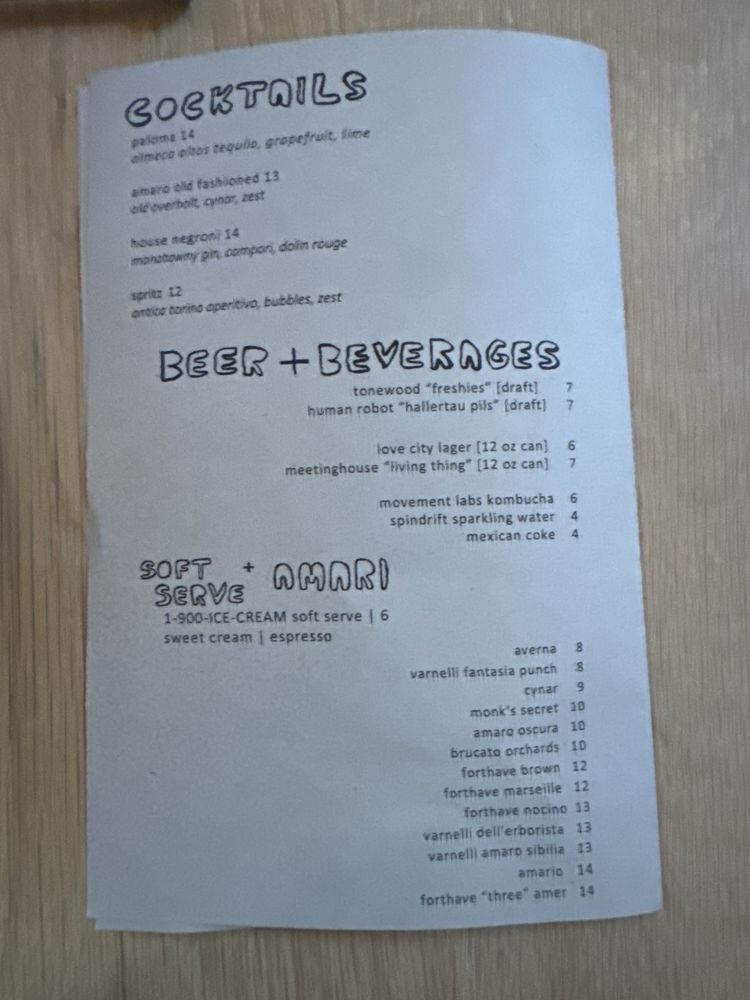 COCKTAILS
paloma 14
olmeca altos tequila, grapefruit, lime
amaro old fashioned 13
old overholt, cynar, zest
house negroni 14
manatawny gin, campari, dolin rouge
spritz 12
antica torino aperitivo, bubbles, zest
BEER + BEVERAGES
tonewood "freshies" [draft] 7
human robot "hallertau pils" [draft] 7
love city lager [12 oz can] 6
meetinghouse "living thing" [12 oz can] 7
movement labs kombucha 6
spindrift sparkling water 4
mexican coke 4
SOFT SERVE + AMARI
1-900-ICE-CREAM soft serve | 6
sweet cream | espresso
averna 8
varnelli fantasia punch 8
cynar 9
monk's secret 10
amaro oscura 10
brucato orchards 10
forthave brown 12
forthave marseille 12
forthave nocino 13
varnelli dell'erborista 13
varnelli amaro sibilia 13
amario 14
forthave "three" amer 14